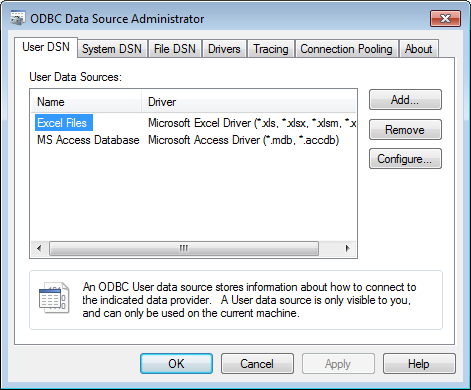 ODBC Data Source Administrator
User DSN System DSN File DSN Drivers Tracing Connection Pooling About
User Data Sources:
Name Driver
Excel Files Microsoft Excel Driver (*.xls, *.xlsx, *.xlsm, *.x
MS Access Database Microsoft Access Driver (*.mdb, *.accdb)
Add...
Remove
Configure...
An ODBC User data source stores information about how to connect to
the indicated data provider. A User data source is only visible to you,
and can only be used on the current machine.
OK Cancel Apply Help